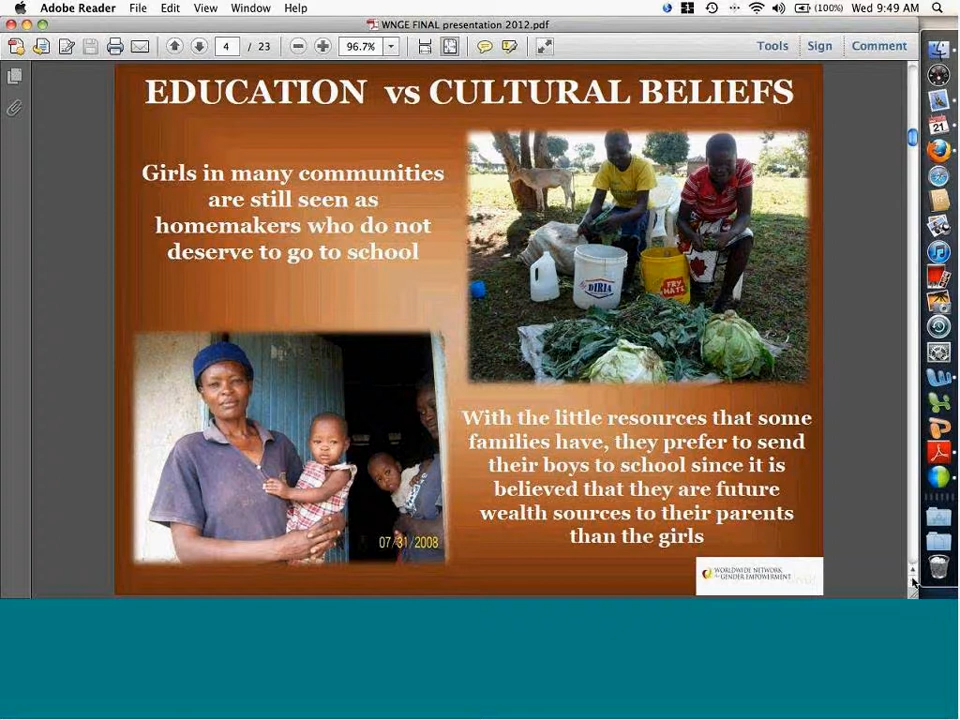 Adobe Reader File Edit View Window Help (100%) Wed 9:49 AM
WNGE FINAL presentation 2012.pdf
4 / 23 96.7% Tools Sign Comment
EDUCATION vs CULTURAL BELIEFS
Girls in many communities
are still seen as
homemakers who do not
deserve to go to school
DIRIA
FRY
MATE
07/31/2008
With the little resources that some
families have, they prefer to send
their boys to school since it is
believed that they are future
wealth sources to their parents
than the girls
WORLDWIDE NETWORK
for GENDER EMPOWERMENT
21